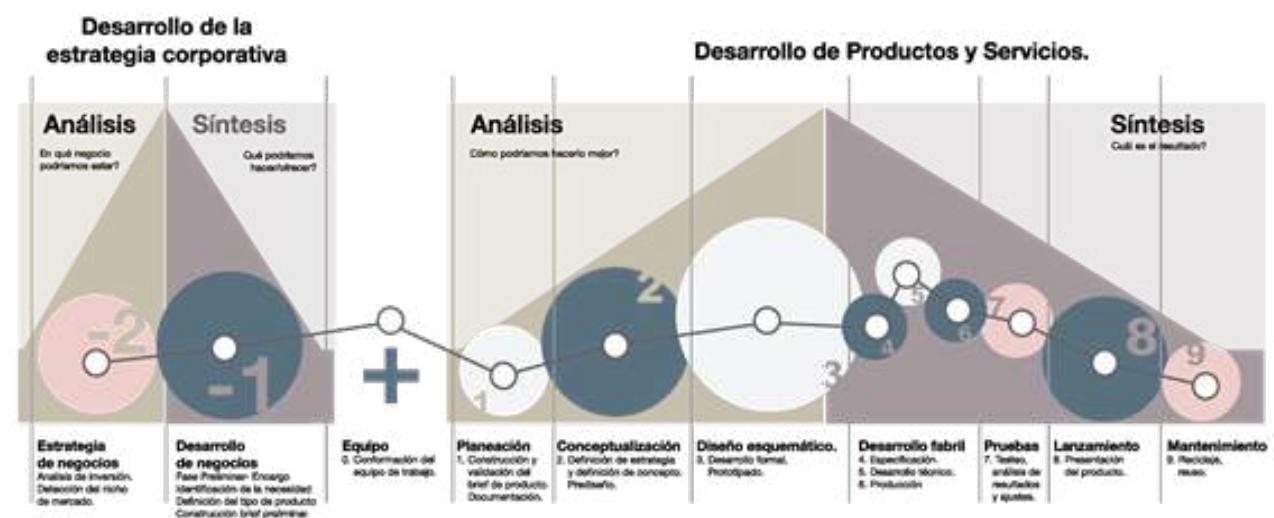 Desarrollo de la
estrategia corporativa
Desarrollo de Productos y Servicios.
Análisis
En qué negocio
podríamos estar?
Síntesis
Qué podríamos
hacer/ofrecer?
Análisis
Cómo podríamos hacerlo mejor?
Síntesis
Cuál es el resultado?
-2
-1
+
1
2
3
4
5
6
7
8
9
Estrategia
de negocios
Analisis de inversión.
Detección del nicho
de mercado.
Desarrollo
de negocios
Fase Preliminar- Encargo
Identificación de la necesidad
Definición del tipo de producto
Construcción brief preliminar
Equipo
0. Conformación del
equipo de trabajo.
Planeación
1. Construcción y
validación del
brief de producto.
Documentación.
Conceptualización
2. Definición de estrategia
y definición de concepto.
Prediseño.
Diseño esquemático.
3. Desarrollo formal.
Prototipado.
Desarrollo fabril
4. Especificación.
5. Desarrollo técnico.
6. Producción
Pruebas
7. Testeo,
análisis de
resultados
y ajustes.
Lanzamiento
8. Presentación
del producto.
Mantenimiento
9. Reciclaje,
reuso.